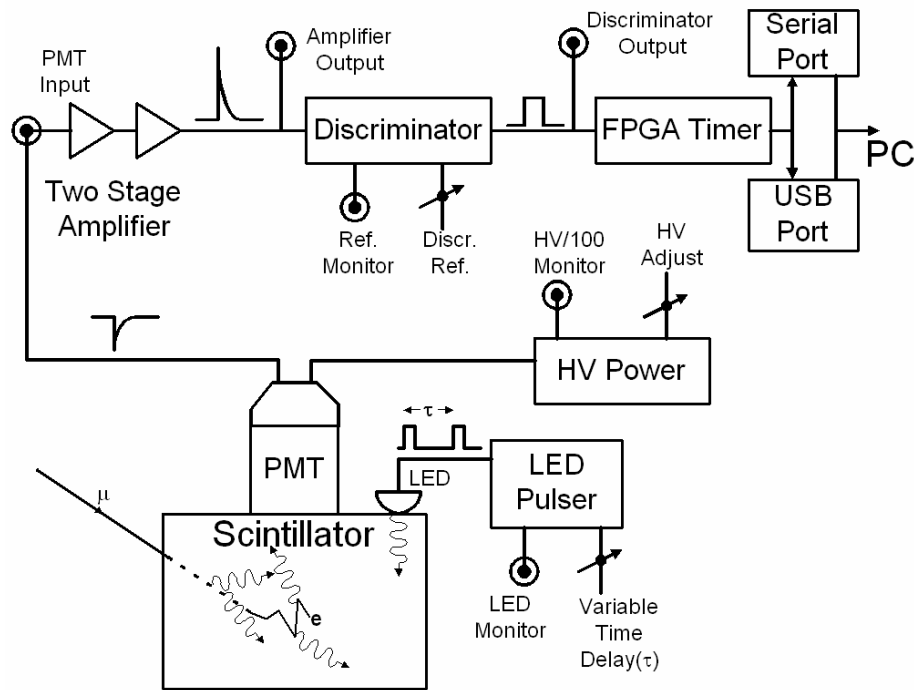 PMT
Input
Amplifier
Output
Discriminator
Output
Serial
Port
Discriminator
FPGA Timer
PC
Two Stage
Amplifier
Ref.
Monitor
Discr.
Ref.
USB
Port
HV/100
Monitor
HV
Adjust
HV Power
PMT
τ
LED
LED
Pulser
μ
Scintillator
e
LED
Monitor
Variable
Time
Delay(τ)